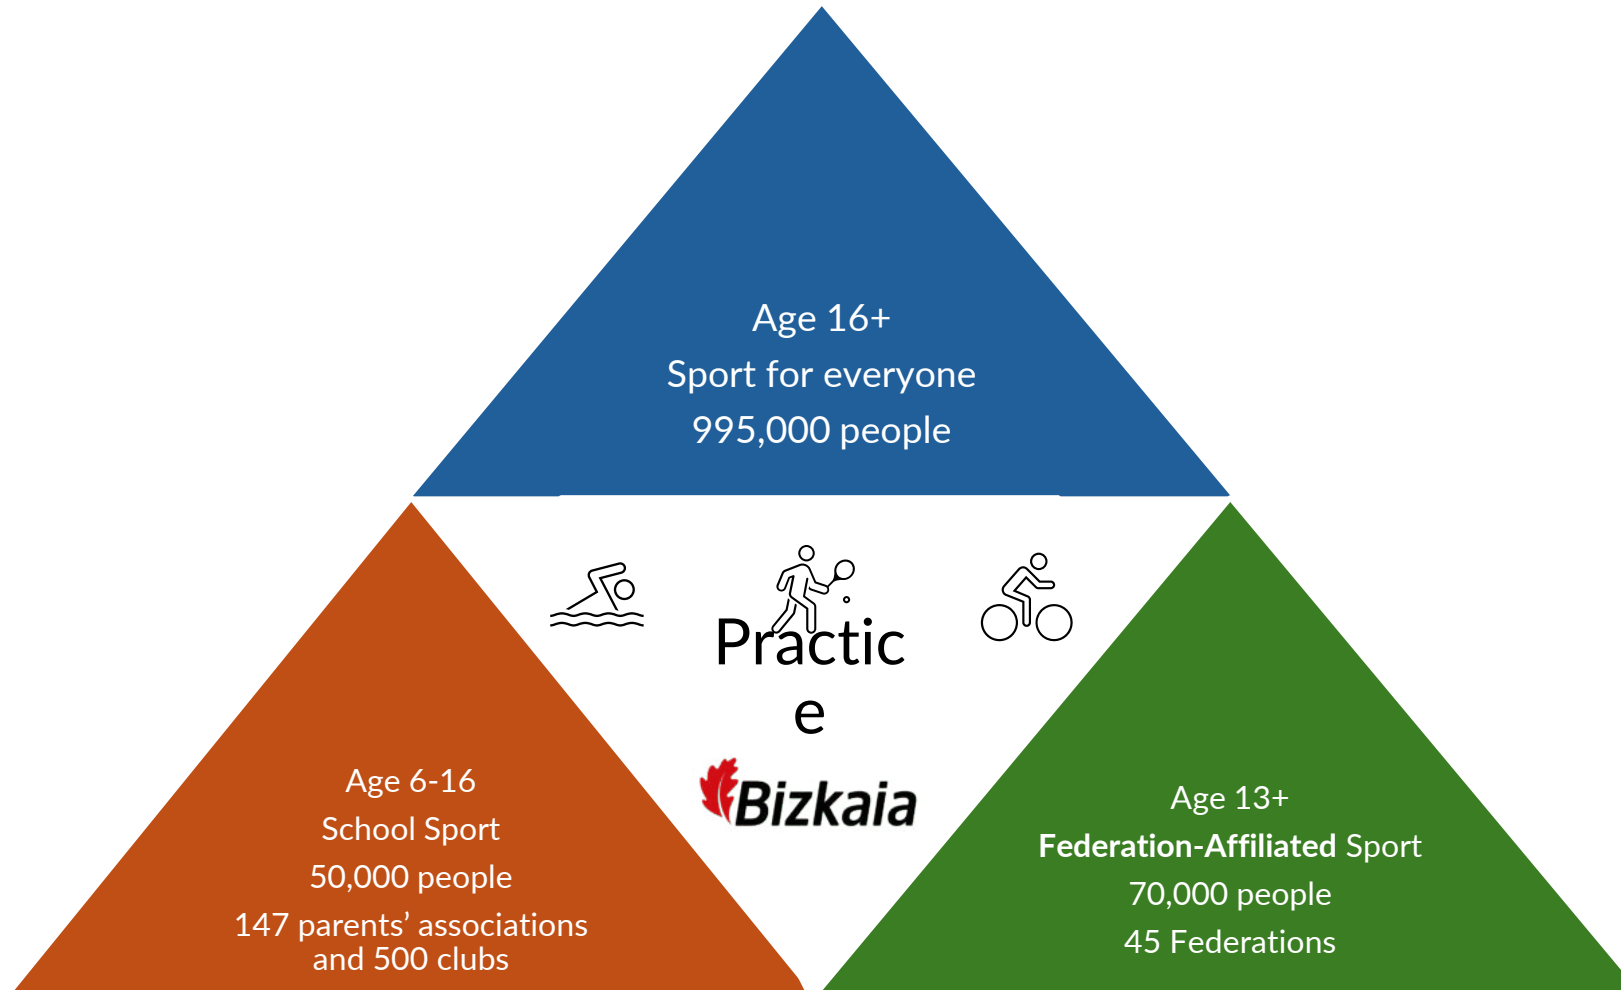 Age 16+
Sport for everyone
995,000 people
Practic
e
Bizkaia
Age 6-16
School Sport
50,000 people
147 parents’ associations
and 500 clubs
Age 13+
Federation-Affiliated Sport
70,000 people
45 Federations